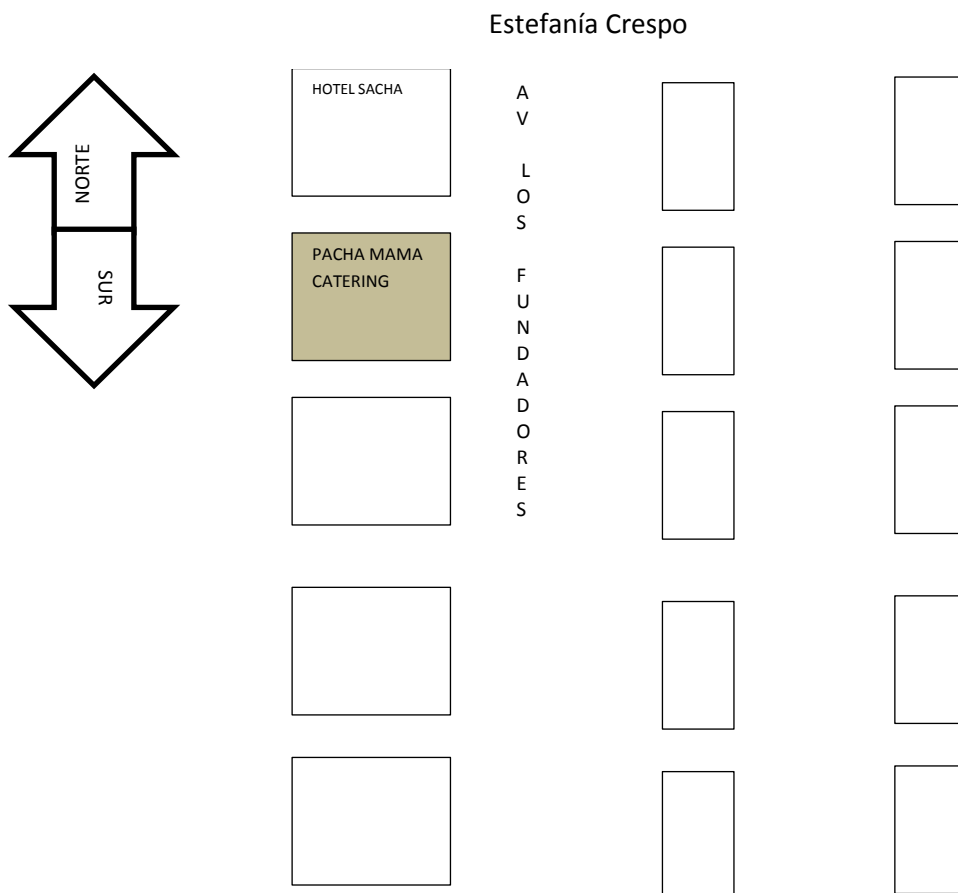 Estefanía Crespo
NORTE
SUR
HOTEL SACHA
PACHA MAMA
CATERING
A
V
L
O
S
F
U
N
D
A
D
O
R
E
S